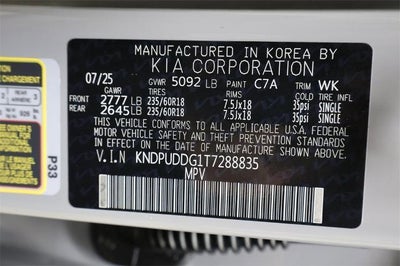 MANUFACTURED IN KOREA BY
KIA CORPORATION
07/25 GVWR 5092 LB PAINT C7A TRIM WK
GAWR TIRES RIMS COLD
FRONT 2777 LB 235/60R18 7.5Jx18 35psi SINGLE
REAR 2645 LB 235/60R18 7.5Jx18 35psi SINGLE
THIS VEHICLE CONFORMS TO ALL APPLICABLE U.S.A FEDERAL
MOTOR VEHICLE SAFETY AND THEFT PREVENTION STANDARDS
IN EFFECT ON THE DATE OF MANUFACTURE SHOWN ABOVE.
V.I.N KNDPUDDG1T7288835
MPV
P33
REAR
3